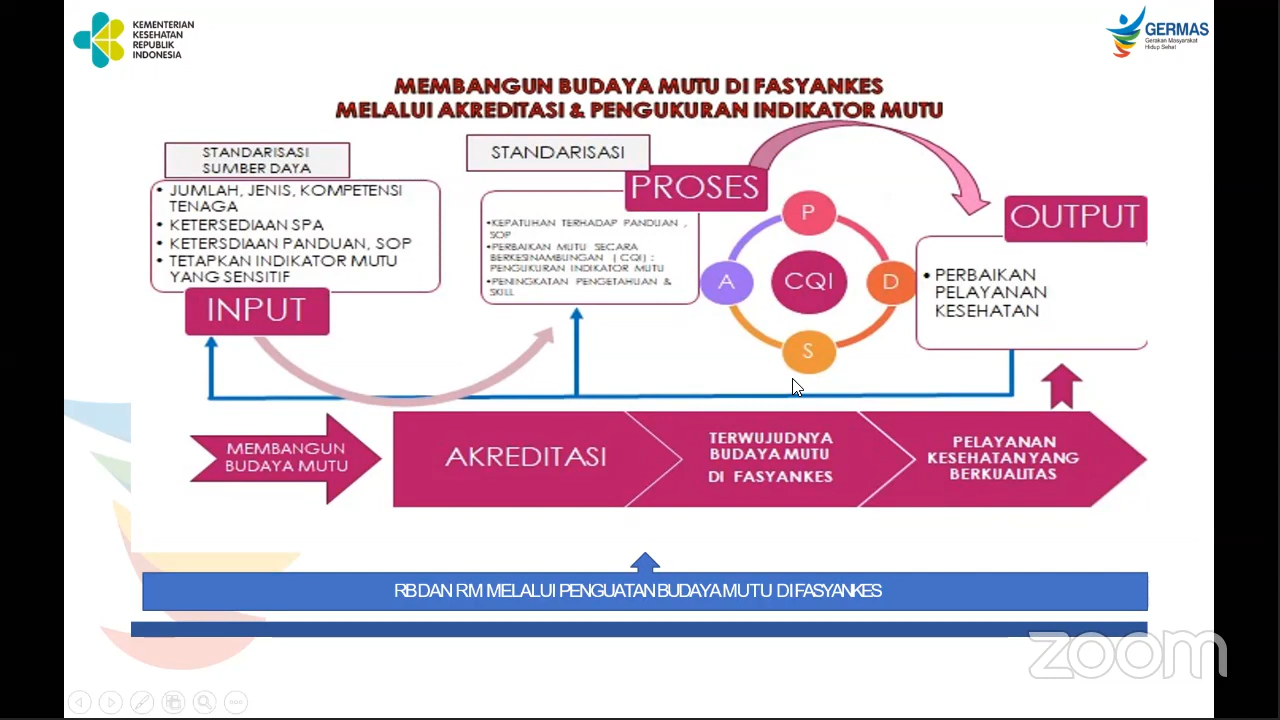 KEMENTERIAN
KESEHATAN
REPUBLIK
INDONESIA
GERMAS
Gerakan Masyarakat
Hidup Sehat
MEMBANGUN BUDAYA MUTU DI FASYANKES
MELALUI AKREDITASI & PENGUKURAN INDIKATOR MUTU
STANDARISASI
SUMBER DAYA
• JUMLAH, JENIS, KOMPETENSI
TENAGA
• KETERSEDIAAN SPA
• KETERSDIAAN PANDUAN, SOP
• TETAPKAN INDIKATOR MUTU
YANG SENSITIF
INPUT
STANDARISASI
PROSES
•KEPATUHAN TERHADAP PANDUAN ,
SOP
•PERBAIKAN MUTU SECARA
BERKESINAMBUNGAN ( CQI) :
PENGUKURAN INDIKATOR MUTU
•PENINGKATAN PENGETAHUAN &
SKILL
P
A
CQI
D
S
OUTPUT
• PERBAIKAN
PELAYANAN
KESEHATAN
MEMBANGUN
BUDAYA MUTU
AKREDITASI
TERWUJUDNYA
BUDAYA MUTU
DI FASYANKES
PELAYANAN
KESEHATAN YANG
BERKUALITAS
RB DAN RM MELALUI PENGUATAN BUDAYA MUTU DI FASYANKES
zoom